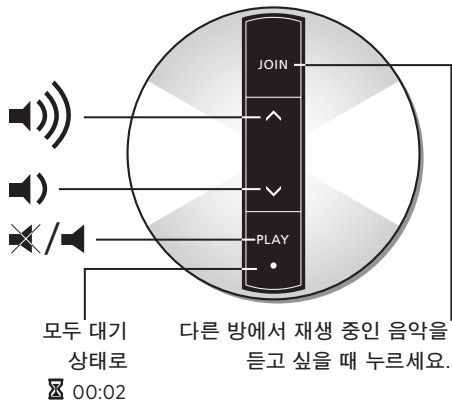 JOIN
PLAY
모두 대기
상태로
00:02
다른 방에서 재생 중인 음악을
듣고 싶을 때 누르세요.